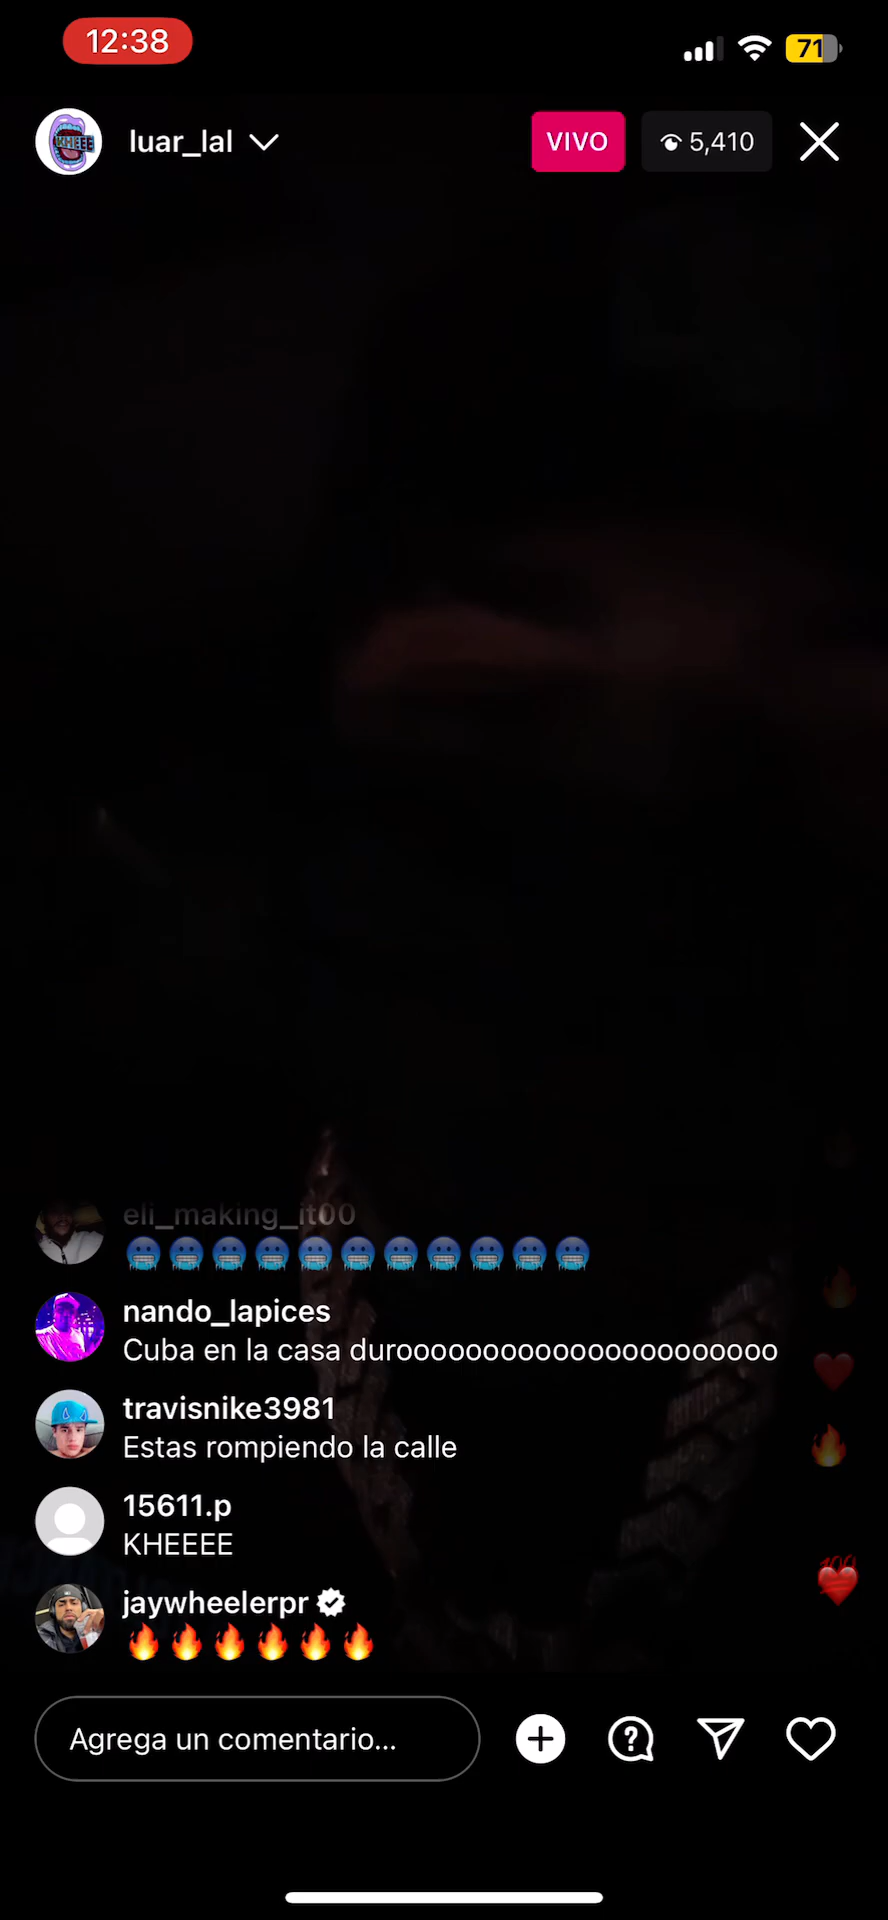 12:38
71
luar_lal
VIVO
5,410
KHEEE
eli_making_it00
🥶🥶🥶🥶🥶🥶🥶🥶🥶🥶🥶
nando_lapices
Cuba en la casa durooooooooooooooooooooooo
travisnike3981
Estas rompiendo la calle
15611.p
KHEEEE
jaywheelerpr
🔥🔥🔥🔥🔥🔥
Agrega un comentario...